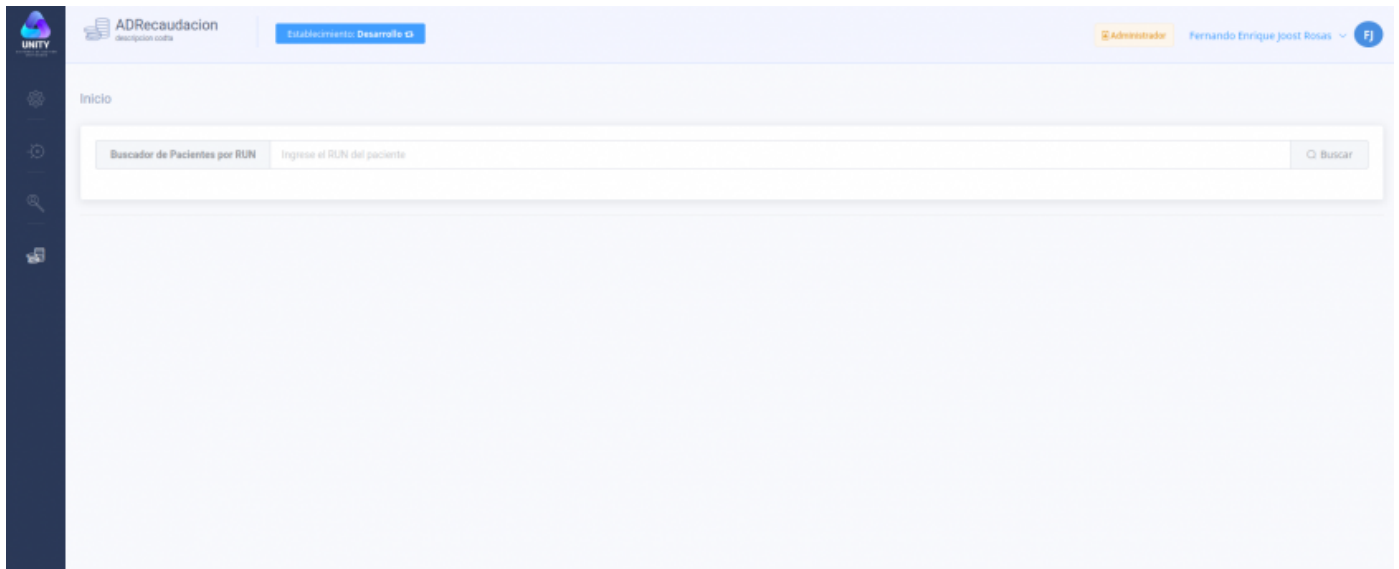 UNITY
ADRecaudacion
descripcion codta
Establecimiento: Desarrollo
Administrador
Fernando Enrique Joost Rosas
FJ
Inicio
Buscador de Pacientes por RUN
Ingrese el RUN del paciente
Buscar